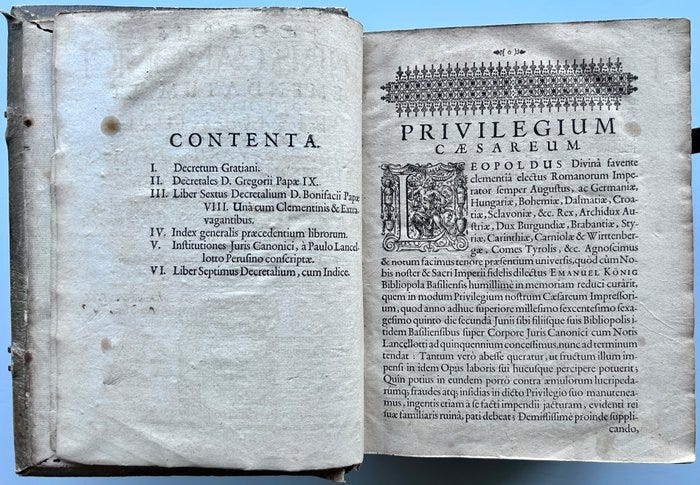 CONTENTA.
I. Decretum Gratiani.
II. Decretales D. Gregorii Papæ IX.
III. Liber Sextus Decretalium D. Bonifacii Papæ
VIII. Unà cum Clementinis & Extra-
vagantibus.
IV. Index generalis præcedentium librorum.
V. Institutiones Juris Canonici, à Paulo Lancel-
lotto Perusino conscriptæ.
VI. Liber Septimus Decretalium, cum Indice.
PRIVILEGIUM
CÆSAREUM
LEOPOLDUS Divinâ favente
clementiâ electus Romanorum Impe-
rator semper Augustus, ac Germaniæ,
Hungariæ, Bohemiæ, Dalmatiæ, Croa-
tiæ, Sclavoniæ, &c. Rex, Archidux Au-
striæ, Dux Burgundiæ, Brabantiæ, Sty-
riæ, Carinthiæ, Carniolæ & Wirttenber-
gæ, Comes Tyrolis, &c. Agnoscimus
& notum facimus tenore præsentium universis, quod cùm No-
bis noster & Sacri Imperii fidelis dilectus EMANUEL KÖNIG
Bibliopola Basiliensis humillimè in memoriam reduci curârit,
quem in modum Privilegium nostrum Cæsareum Impressori-
um, quod anno adhuc superiore millesimo sexcentesimo sexa-
gesimo quinto die secundâ Junii sibi filiisque suis Bibliopolis i-
tidem Basiliensibus super Corpore Juris Canonici cum Notis
Lancellotti ad quinquennium concessimus, nunc ad terminum
tendat: Tantum verò abesse queratur, ut fructum illum im-
pensi in idem Opus laboris sui hucusque percipere potuerit;
Quin potius in eundem porrò contra æmulorum lucripeda-
rumq; fraudes atq; insidias in dicto Privilegio suo manutenea-
mus, ingentis etiam à se facti impendii jacturam, evidenti rei
suæ familiaris ruinâ, pati debeat; Demississimè proinde suppli-
cando,